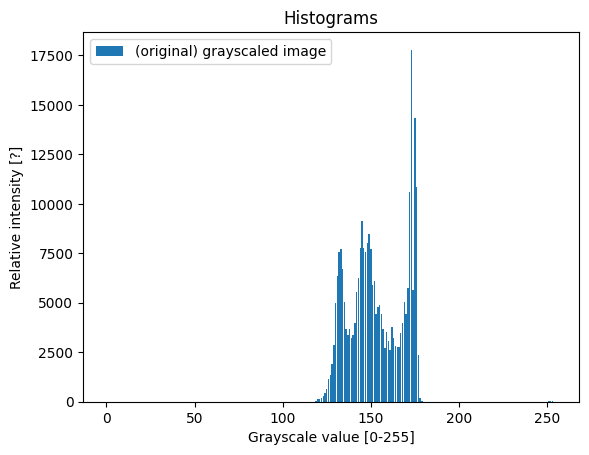 Histograms
(original) grayscaled image
Relative intensity [?]
17500
15000
12500
10000
7500
5000
2500
0
0 50 100 150 200 250
Grayscale value [0-255]